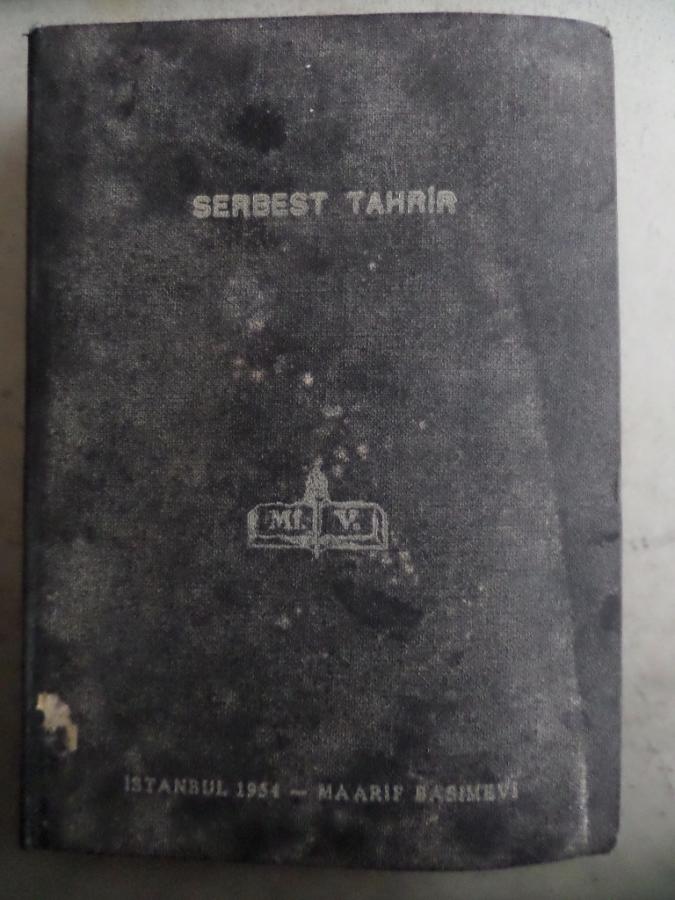 SERBEST TAHRİR
Mf. V.
İSTANBUL 1954 — MAARİF BASIMEVİ